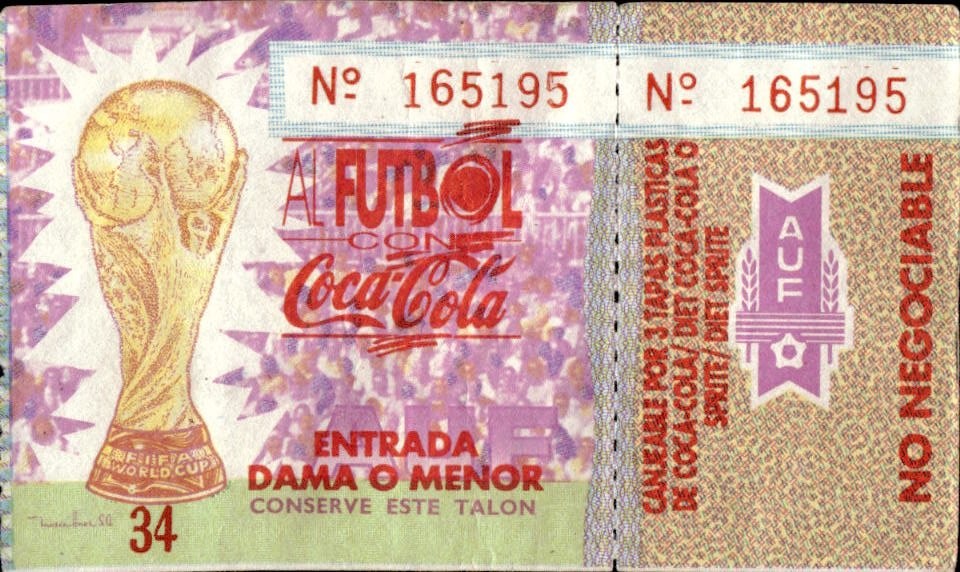 Nº 165195
AL FUTBOL
CON
Coca-Cola
AUF
ENTRADA
DAMA O MENOR
CONSERVE ESTE TALON
FIFA
WORLD CUP
34
Nº 165195
CANJEABLE POR 3 TAPAS PLASTICAS
DE COCA-COLA/ DIET COCA-COLA O
SPRITE/ DIET SPRITE
AUF
NO NEGOCIABLE